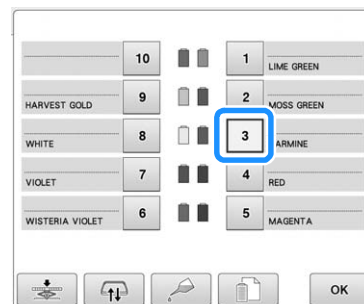 10 1 LIME GREEN
HARVEST GOLD 9 2 MOSS GREEN
WHITE 8 3 ARMINE
VIOLET 7 4 RED
WISTERIA VIOLET 6 5 MAGENTA
OK